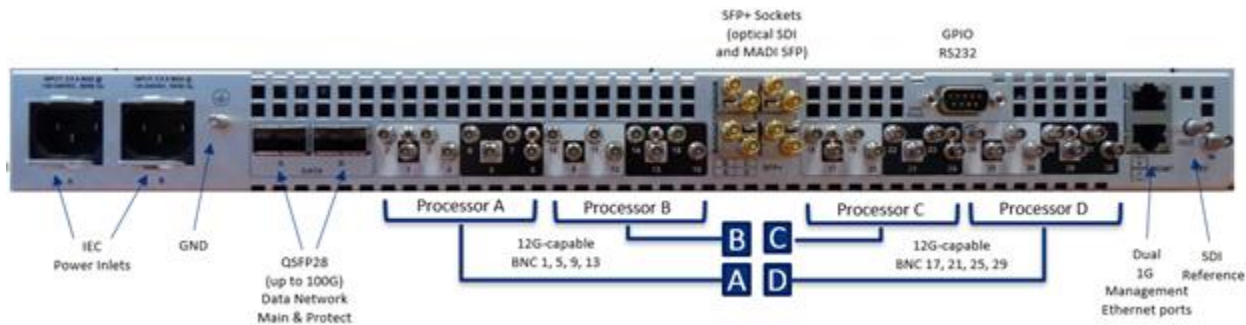 SFP+ Sockets
(optical SDI
and MADI SFP)
GPIO
RS232
A
B
A
B
DATA
SFP+
Processor A
Processor B
Processor C
Processor D
IEC
Power Inlets
GND
QSFP28
(up to 100G)
Data Network
Main & Protect
12G-capable
BNC 1, 5, 9, 13
B
C
A
D
12G-capable
BNC 17, 21, 25, 29
Dual
1G
Management
Ethernet ports
SDI
Reference